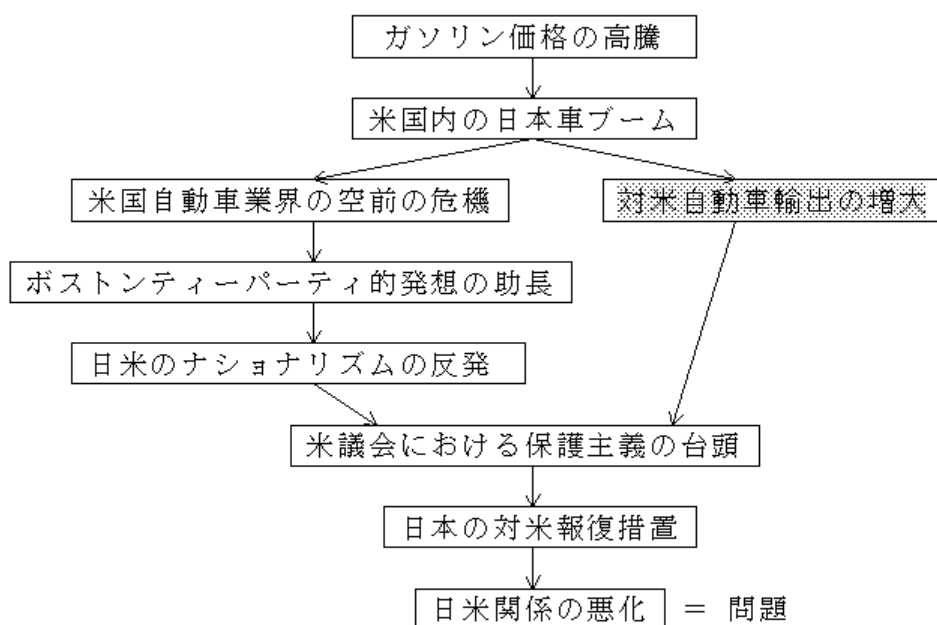 ガソリン価格の高騰
米国内の日本車ブーム
米国自動車業界の空前の危機
対米自動車輸出の増大
ボストンティーパーティ的発想の助長
日米のナショナリズムの反発
米議会における保護主義の台頭
日本の対米報復措置
日米関係の悪化 = 問題